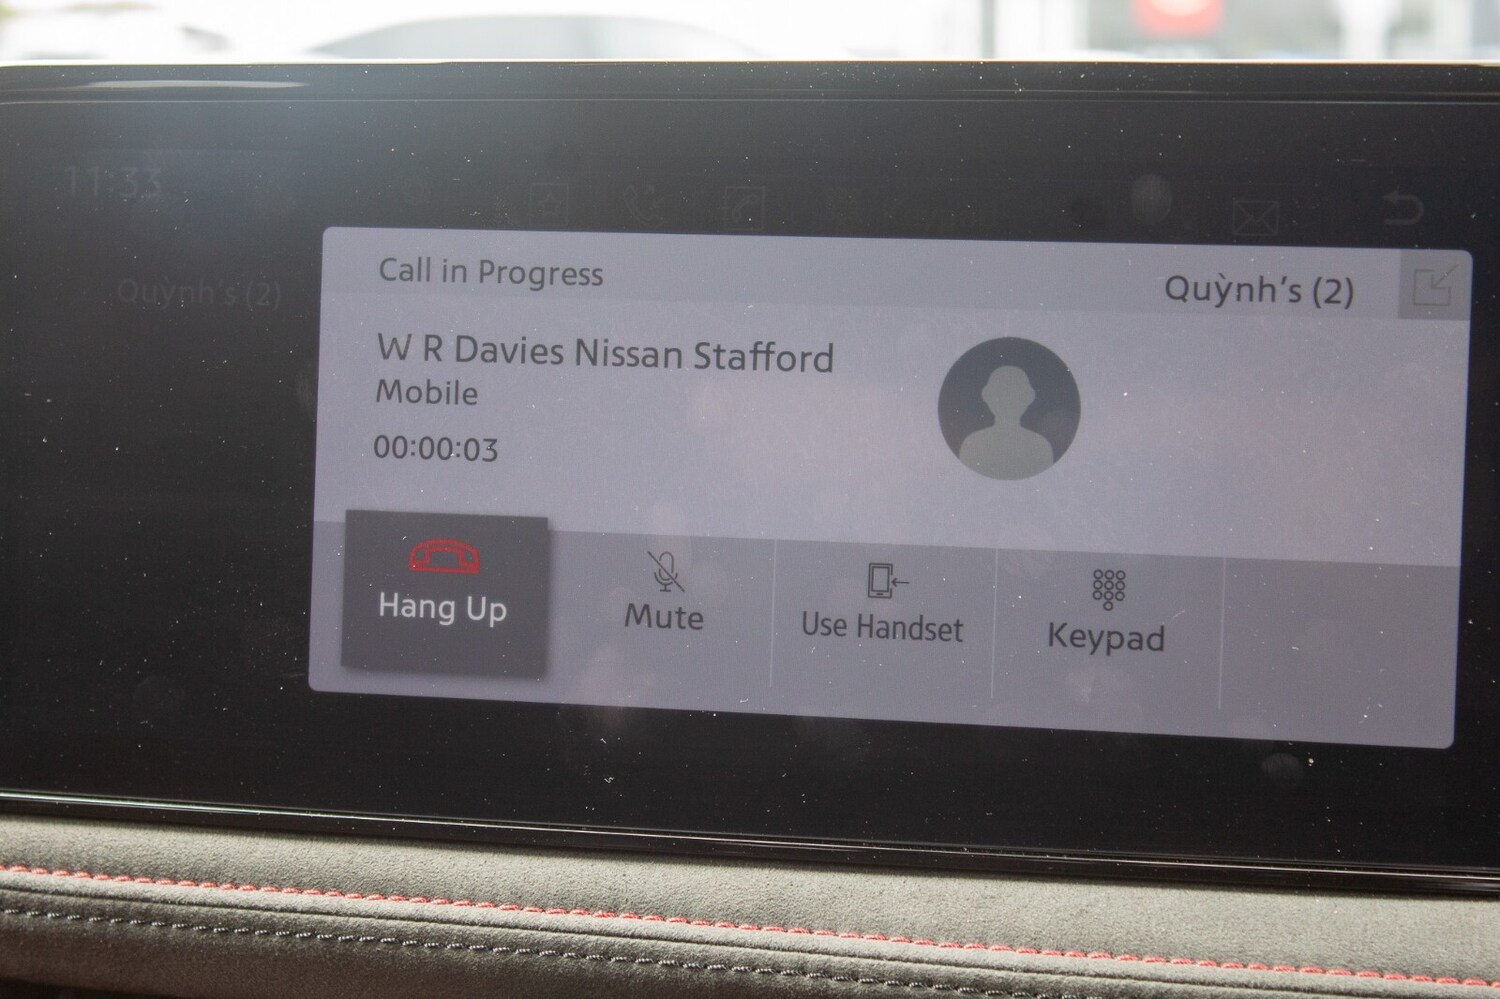 11:33
Quỳnh's (2)
Call in Progress
Quỳnh's (2)
W R Davies Nissan Stafford
Mobile
00:00:03
Hang Up
Mute
Use Handset
Keypad